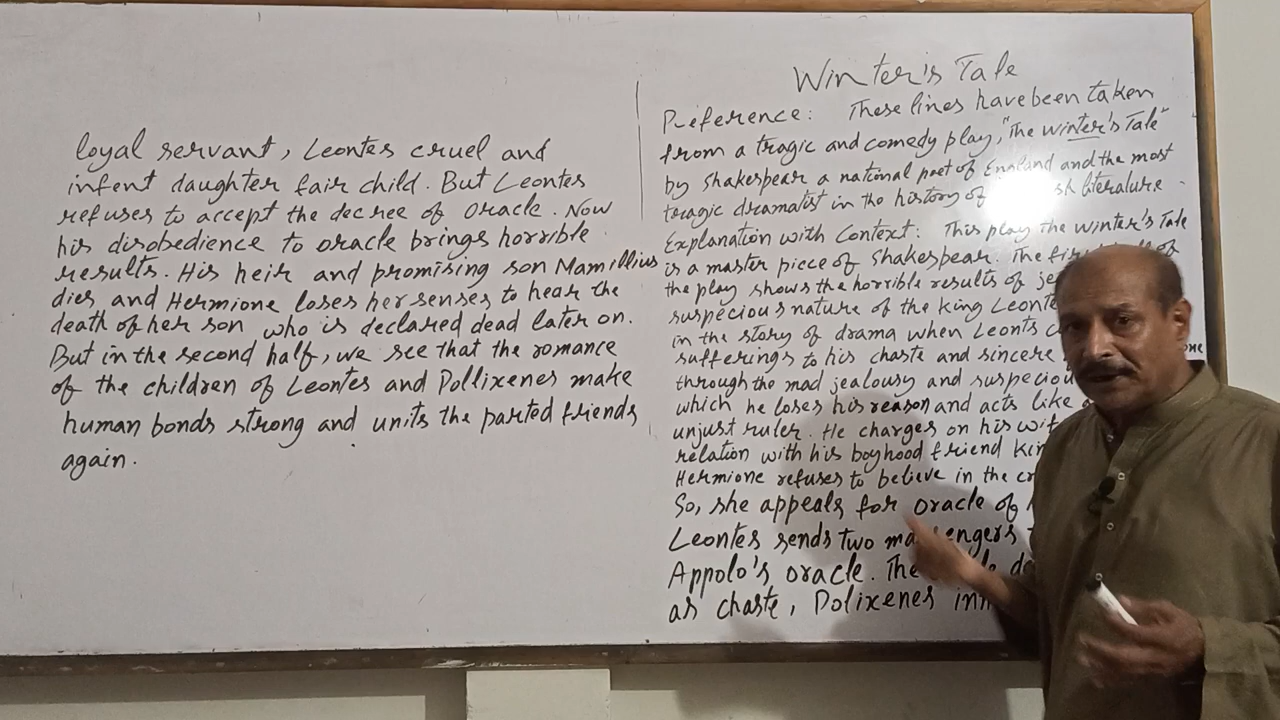 Winter's Tale
Reference: These lines have been taken
from a tragic and comedy play, "The Winter's Tale"
by Shakespear a national poet of England and the most
tragic dramatist in the history of literature.
Explanation with Context: This play the Winter's Tale
is a master piece of Shakespear. The of
the play shows the horrible results of
suspicious nature of the king
in the story of drama when Leonts
sufferings to his chaste and sincere
through the mad jealousy and
which he loses his reason and acts like
unjust ruler. He charges on his
relation with his boyhood friend
Hermione refuses to believe in the
So, she appeals for oracle of
Leontes sends two
Appolo's oracle. The
as chaste, Polixenes
loyal servant, Leontes cruel and
infent daughter fair child. But Leontes
refuses to accept the decree of oracle. Now
his disobedience to oracle brings horrible
results. His heir and promising son Mamillius
dies, and Hermione loses her senses to hear the
death of her son who is declared dead later on.
But in the second half, we see that the romance
of the children of Leontes and Pollixenes make
human bonds strong and units the parted friends
again.